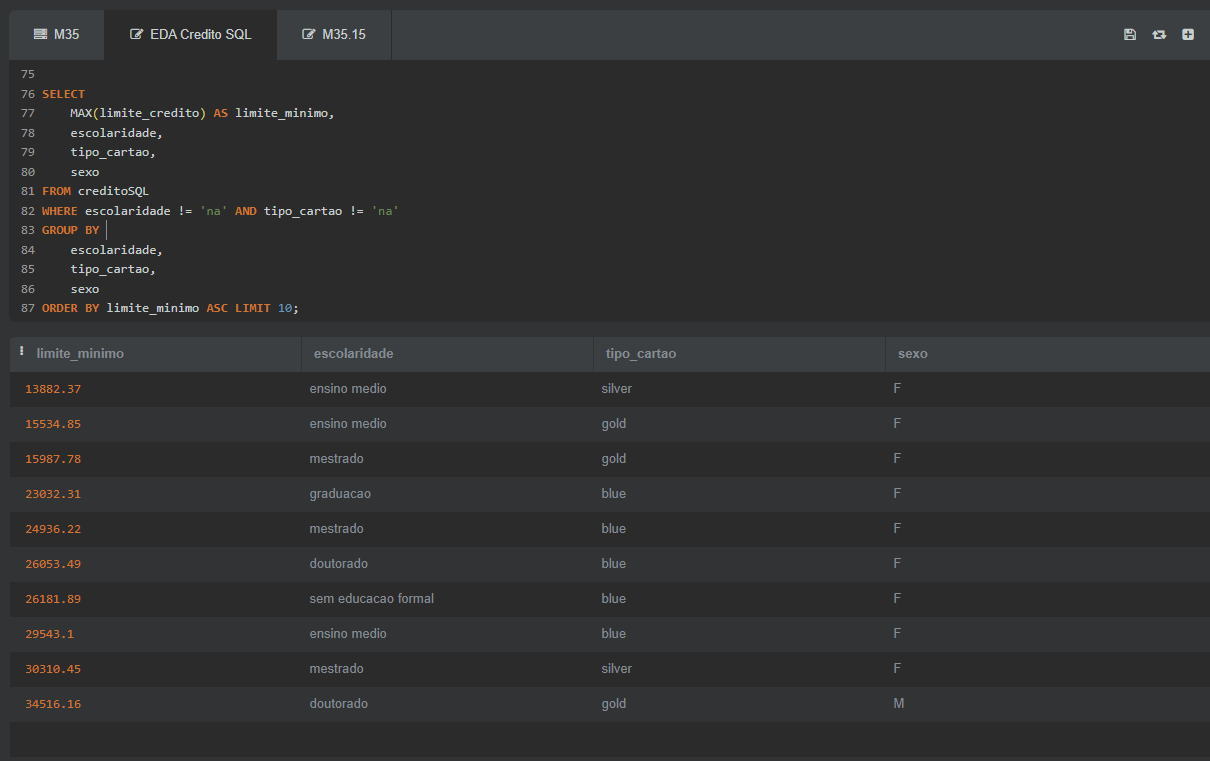 M35 EDA Credito SQL M35.15
75
76 SELECT
77 MAX(limite_credito) AS limite_minimo,
78 escolaridade,
79 tipo_cartao,
80 sexo
81 FROM creditoSQL
82 WHERE escolaridade != 'na' AND tipo_cartao != 'na'
83 GROUP BY
84 escolaridade,
85 tipo_cartao,
86 sexo
87 ORDER BY limite_minimo ASC LIMIT 10;
limite_minimo escolaridade tipo_cartao sexo
13882.37 ensino medio silver F
15534.85 ensino medio gold F
15987.78 mestrado gold F
23032.31 graduacao blue F
24936.22 mestrado blue F
26053.49 doutorado blue F
26181.89 sem educacao formal blue F
29543.1 ensino medio blue F
30310.45 mestrado silver F
34516.16 doutorado gold M